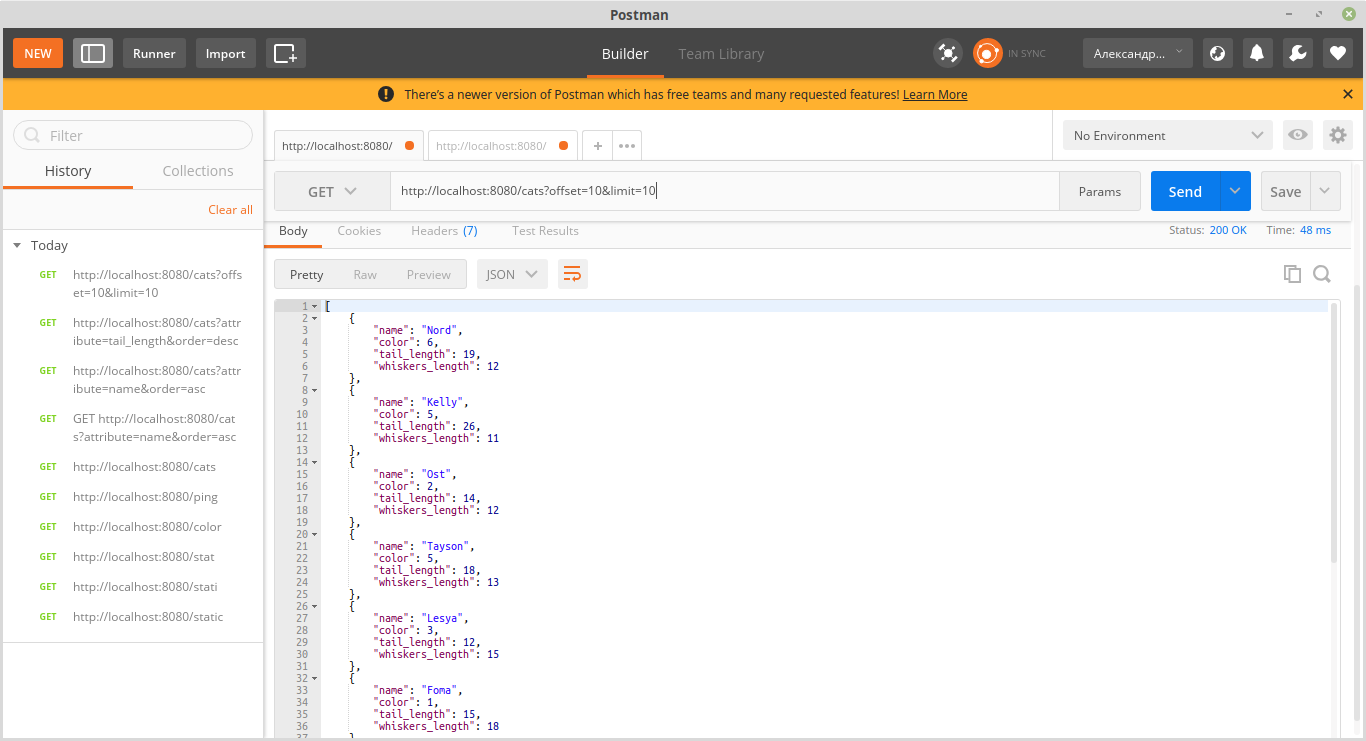 Postman
NEW Runner Import Builder Team Library IN SYNC Александр...
There's a newer version of Postman which has free teams and many requested features! Learn More
Filter
History Collections
Clear all
Today
GET http://localhost:8080/cats?offs
et=10&limit=10
GET http://localhost:8080/cats?attr
ibute=tail_length&order=desc
GET http://localhost:8080/cats?attr
ibute=name&order=asc
GET GET http://localhost:8080/cat
s?attribute=name&order=asc
GET http://localhost:8080/cats
GET http://localhost:8080/ping
GET http://localhost:8080/color
GET http://localhost:8080/stat
GET http://localhost:8080/stati
GET http://localhost:8080/static
http://localhost:8080/ http://localhost:8080/ + •••
No Environment
GET http://localhost:8080/cats?offset=10&limit=10 Params Send Save
Body Cookies Headers (7) Test Results Status: 200 OK Time: 48 ms
Pretty Raw Preview JSON
1 [
2 {
3 "name": "Nord",
4 "color": 6,
5 "tail_length": 19,
6 "whiskers_length": 12
7 },
8 {
9 "name": "Kelly",
10 "color": 5,
11 "tail_length": 26,
12 "whiskers_length": 11
13 },
14 {
15 "name": "Ost",
16 "color": 2,
17 "tail_length": 14,
18 "whiskers_length": 12
19 },
20 {
21 "name": "Tayson",
22 "color": 5,
23 "tail_length": 18,
24 "whiskers_length": 13
25 },
26 {
27 "name": "Lesya",
28 "color": 3,
29 "tail_length": 12,
30 "whiskers_length": 15
31 },
32 {
33 "name": "Foma",
34 "color": 1,
35 "tail_length": 15,
36 "whiskers_length": 18